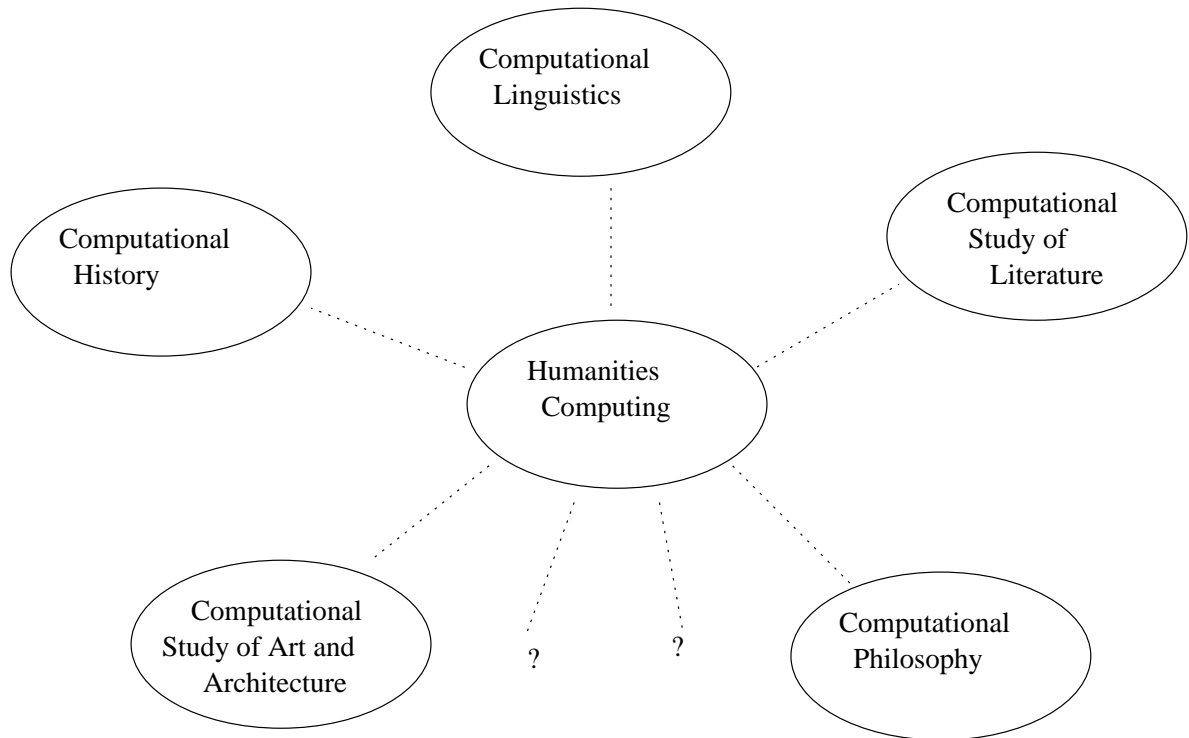 Computational
Linguistics
Computational
History
Computational
Study of
Literature
Humanities
Computing
Computational
Study of Art and
Architecture
?
?
Computational
Philosophy